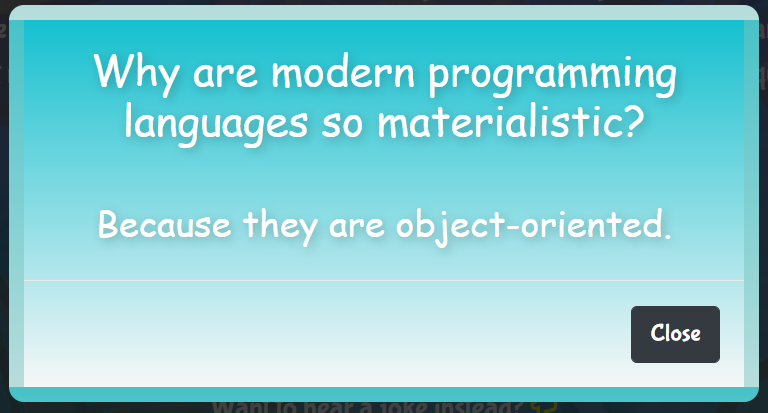 Why are modern programming
languages so materialistic?
Because they are object-oriented.
Close
Want to hear a joke instead?